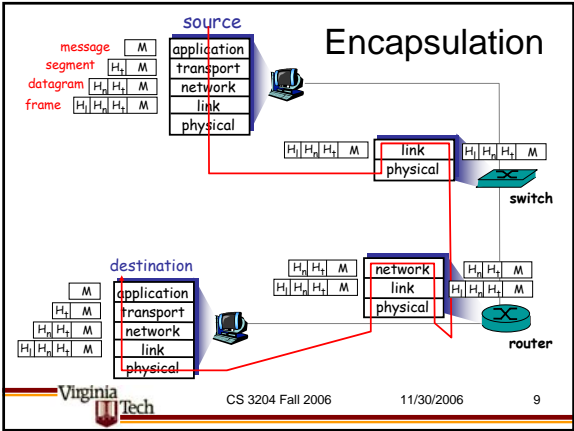 source
Encapsulation
message M
segment Ht M
datagram Hn Ht M
frame Hl Hn Ht M
application
transport
network
link
physical
Hl Hn Ht M
link
physical
Hl Hn Ht M
switch
destination
M
Ht M
Hn Ht M
Hl Hn Ht M
application
transport
network
link
physical
Hn Ht M
Hl Hn Ht M
network
link
physical
Hn Ht M
Hl Hn Ht M
router
Virginia Tech
CS 3204 Fall 2006
11/30/2006
9